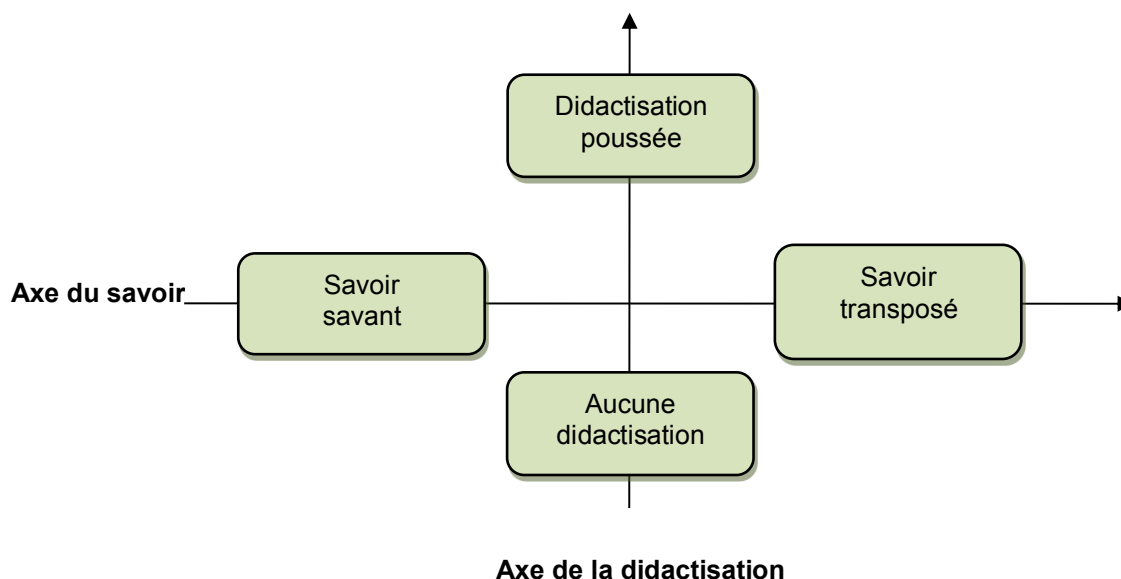 Didactisation
poussée
Axe du savoir
Savoir
savant
Savoir
transposé
Aucune
didactisation
Axe de la didactisation